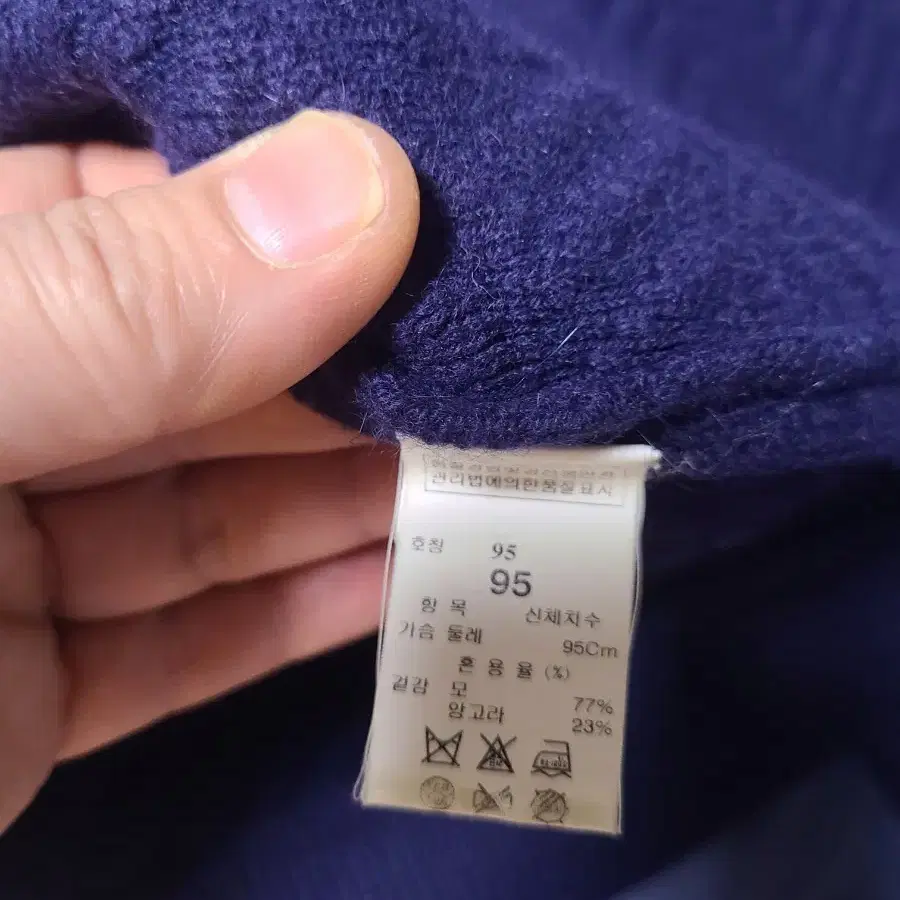 관리법에의한품질표시
호칭 95
95
항 목 신체치수
가슴 둘레 95Cm
혼 용 율 (%)
겉감 모 77%
앙고라 23%